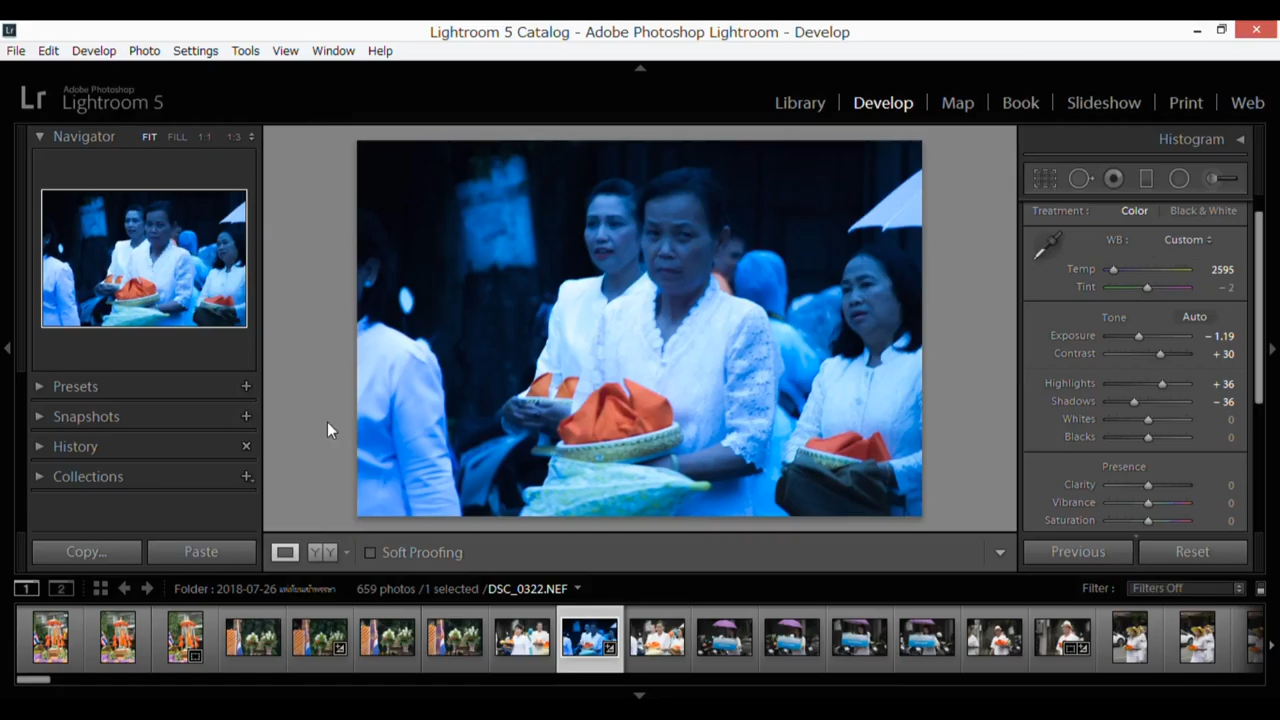 Lr
Lightroom 5 Catalog - Adobe Photoshop Lightroom - Develop
File Edit Develop Photo Settings Tools View Window Help
Lr Adobe Photoshop
Lightroom 5
Library Develop Map Book Slideshow Print Web
Navigator FIT FILL 1:1 1:3
Histogram
Treatment : Color Black & White
WB : Custom
Temp 2595
Tint - 2
Tone Auto
Exposure - 1.19
Contrast + 30
Highlights + 36
Shadows - 36
Whites 0
Blacks 0
Presence
Clarity 0
Vibrance 0
Saturation 0
Presets
Snapshots
History
Collections
Copy... Paste
Y Y Soft Proofing
Previous Reset
1 2 Folder : 2018-07-26 659 photos /1 selected /DSC_0322.NEF Filter : Filters Off